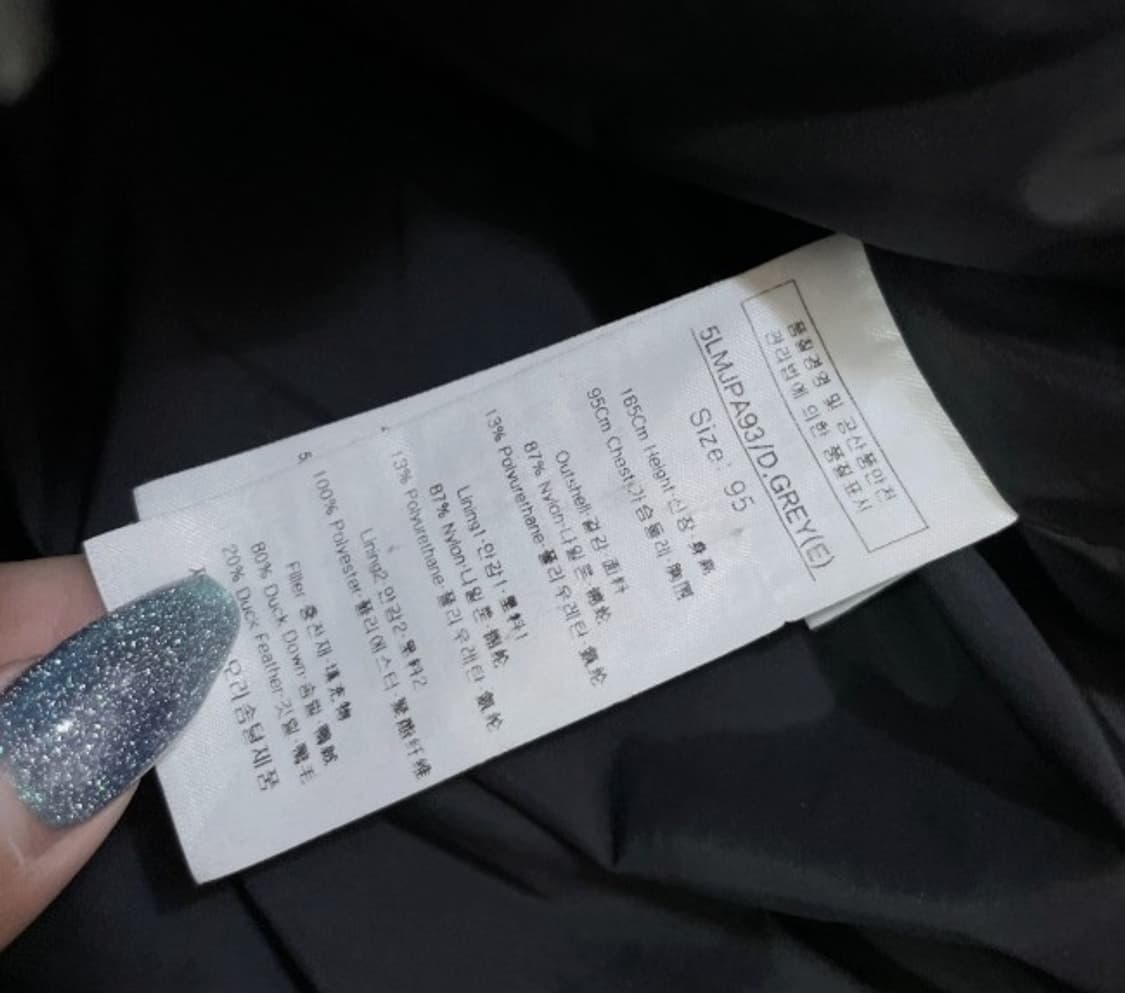 품질경영 및 공산품안전
관리법에 의한 품질표시
5LMJPA93/D.GREY(E)
Size: 95
165Cm Height·신장·身高
95Cm Chest·가슴둘레·胸围
Outshell·겉감·面料
87% Nylon·나일론·锦纶
13% Polyurethane·폴리우레탄·氨纶
Lining1·안감1·里料1
87% Nylon·나일론·锦纶
13% Polyurethane·폴리우레탄·氨纶
Lining2·안감2·里料2
100% Polyester·폴리에스터·聚酯纤维
Filler·충전재·填充物
80% Duck Down·솜털·鸭绒
20% Duck Feather·깃털·鸭毛
오리솜털제품
5